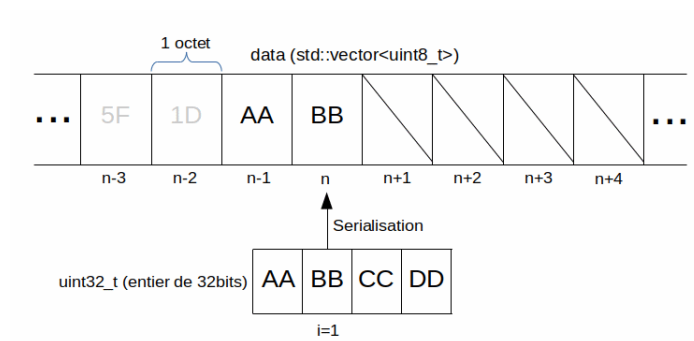 1 octet
data (std::vector<uint8_t>)
... 5F 1D AA BB ...
n-3 n-2 n-1 n n+1 n+2 n+3 n+4
Serialisation
uint32_t (entier de 32bits) AA BB CC DD
i=1